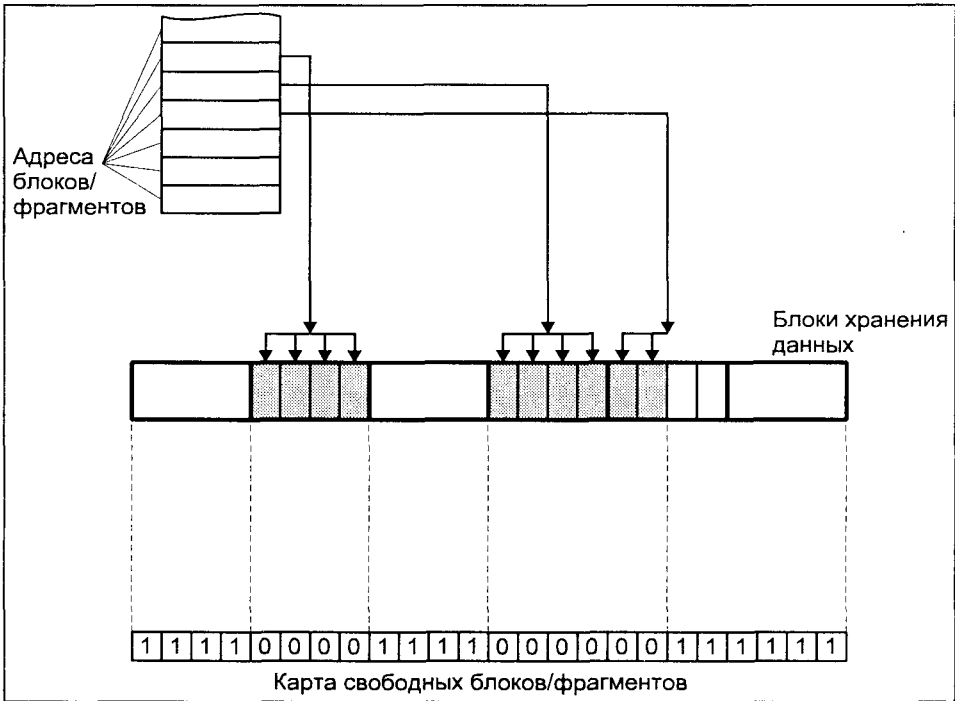 Адреса
блоков/
фрагментов
Блоки хранения
данных
1 1 1 1 0 0 0 0 1 1 1 1 0 0 0 0 0 0 1 1 1 1 1 1
Карта свободных блоков/фрагментов